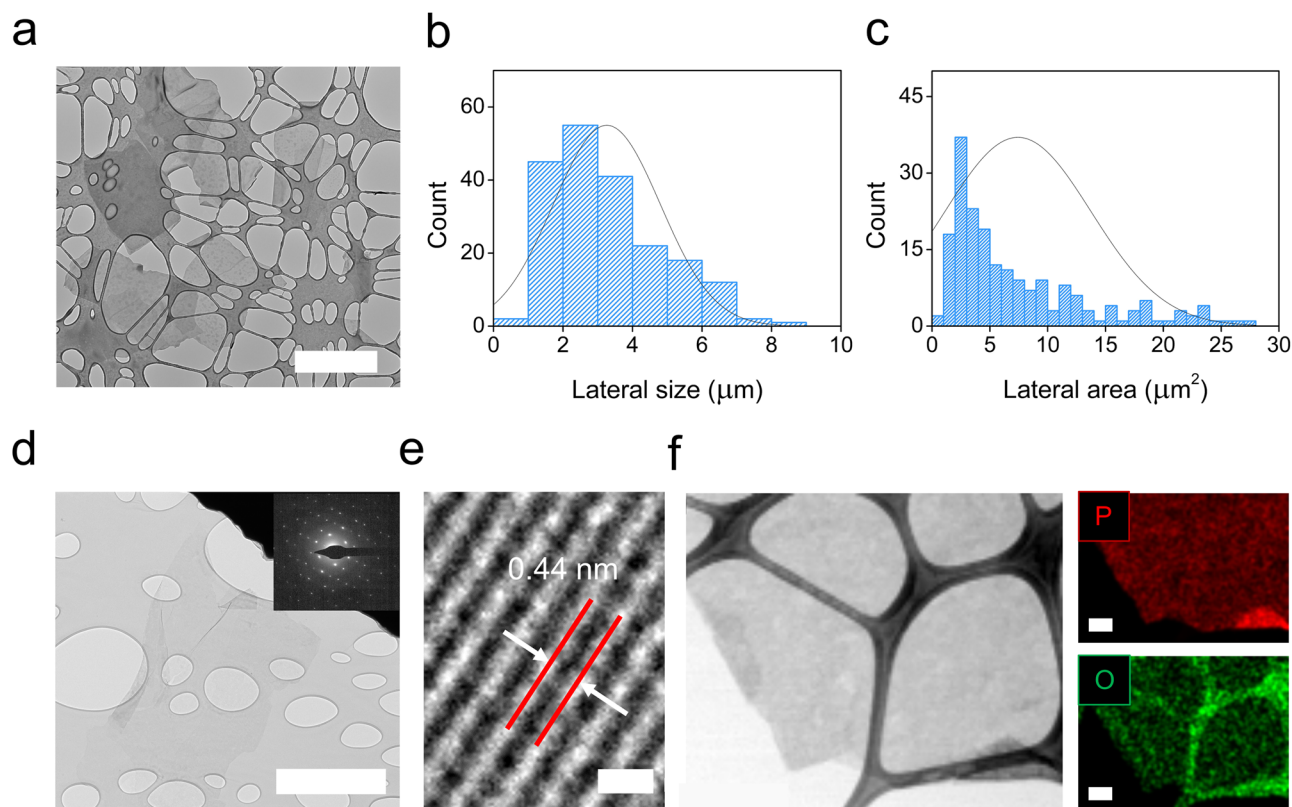 a
b
c
60
40
20
0
Count
0 2 4 6 8 10
Lateral size (μm)
45
30
15
0
Count
0 5 10 15 20 25 30
Lateral area (μm²)
d
e
f
0.44 nm
P
O